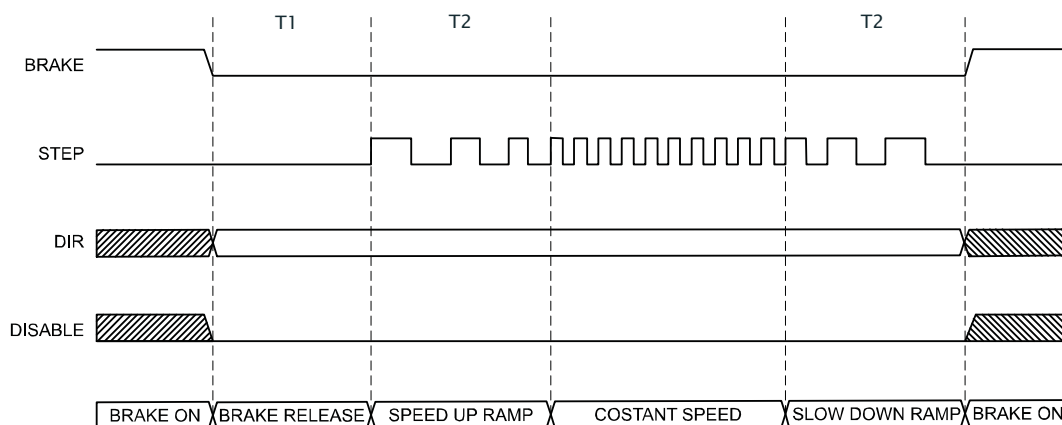 T1 T2 T2
BRAKE
STEP
DIR
DISABLE
BRAKE ON BRAKE RELEASE SPEED UP RAMP COSTANT SPEED SLOW DOWN RAMP BRAKE ON